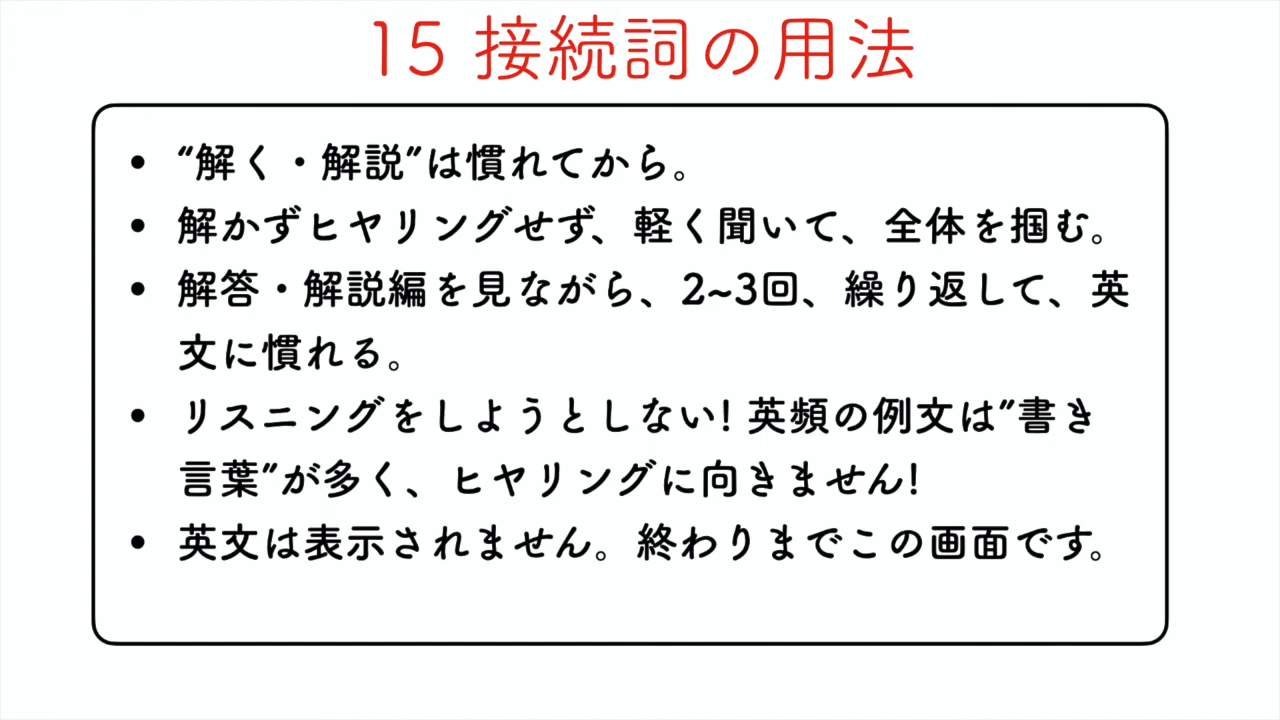 15 接続詞の用法
• “解く・解説”は慣れてから。
• 解かずヒヤリングせず、軽く聞いて、全体を掴む。
• 解答・解説編を見ながら、2~3回、繰り返して、英
文に慣れる。
• リスニングをしようとしない! 英頻の例文は”書き
言葉”が多く、ヒヤリングに向きません!
• 英文は表示されません。終わりまでこの画面です。